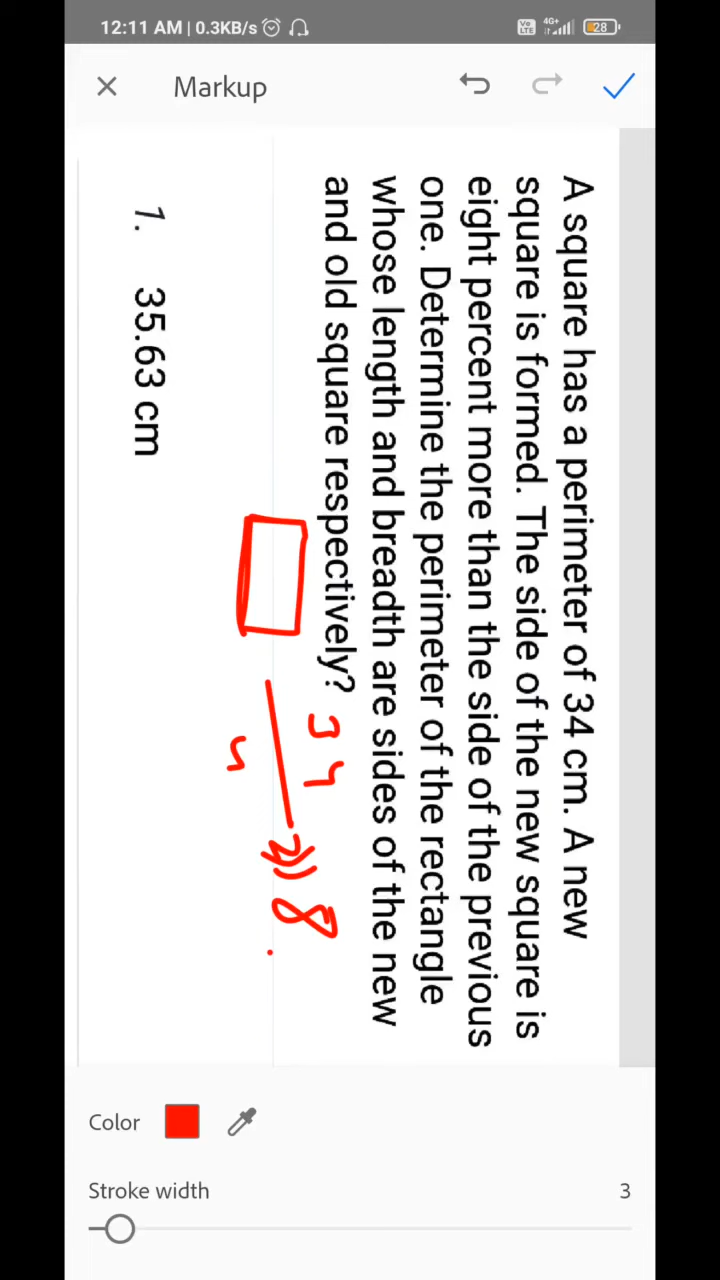 12:11 AM | 0.3KB/s
Vo LTE 4G+ 28
Markup
A square has a perimeter of 34 cm. A new
square is formed. The side of the new square is
eight percent more than the side of the previous
one. Determine the perimeter of the rectangle
whose length and breadth are sides of the new
and old square respectively?
34
4
8.
1. 35.63 cm
Color
Stroke width 3